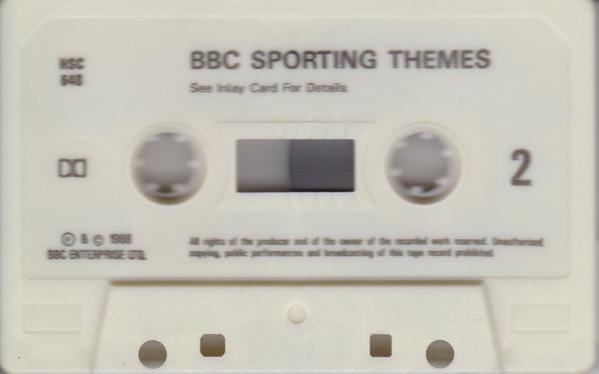 BBC SPORTING THEMES
See Inlay Card For Details
HSC
648
2
℗ & © 1988
BBC ENTERPRISE LTD.
All rights of the producer and of the owner of the recorded work reserved. Unauthorised
copying, public performances and broadcasting of this tape record prohibited.